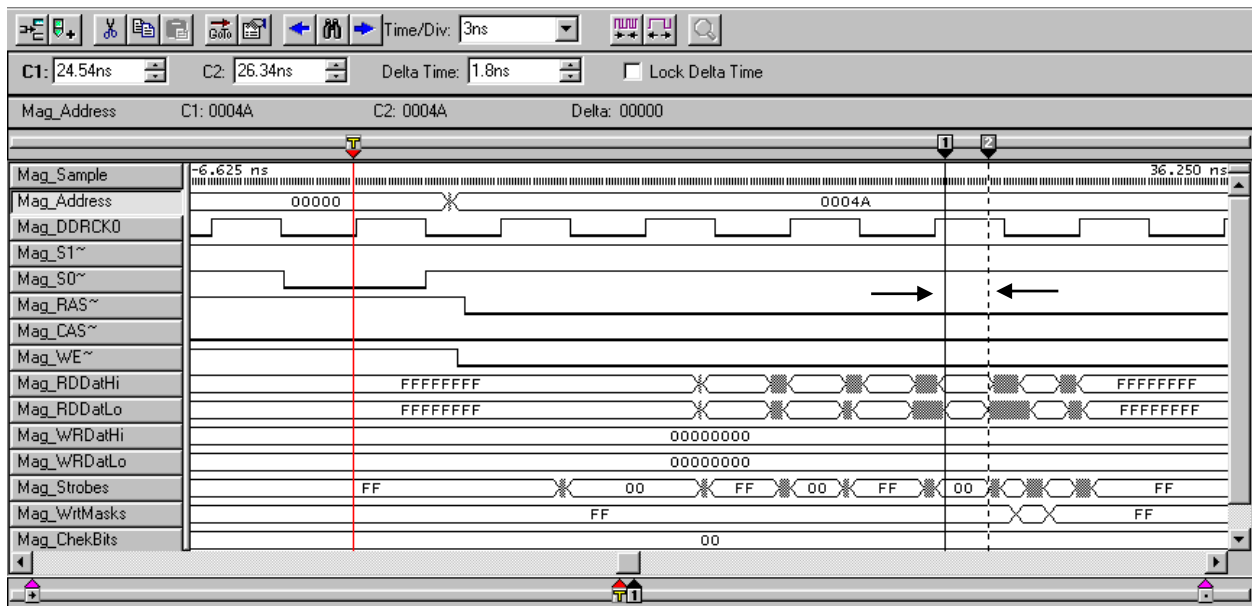 Time/Div: 3ns
C1: 24.54ns C2: 26.34ns Delta Time: 1.8ns Lock Delta Time
Mag_Address C1: 0004A C2: 0004A Delta: 00000
T 1 2
Mag_Sample -6.625 ns 36.250 ns
Mag_Address 00000 0004A
Mag_DDRCK0
Mag_S1~
Mag_S0~
Mag_RAS~
Mag_CAS~
Mag_WE~
Mag_RDDatHi FFFFFFFF FFFFFFFF
Mag_RDDatLo FFFFFFFF FFFFFFFF
Mag_WRDatHi 00000000
Mag_WRDatLo 00000000
Mag_Strobes FF 00 FF 00 FF 00 FF
Mag_WrtMasks FF FF
Mag_ChekBits 00
T 1